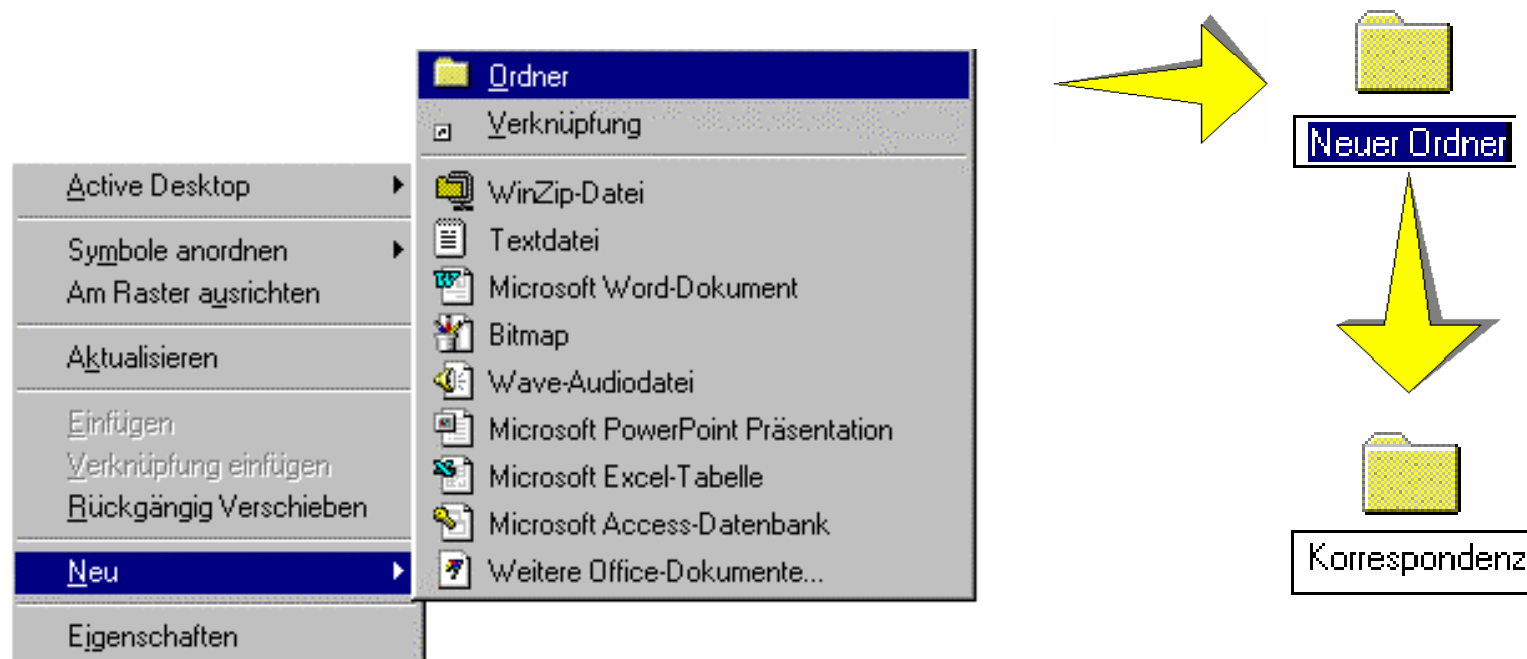 Active Desktop
Symbole anordnen
Am Raster ausrichten
Aktualisieren
Einfügen
Verknüpfung einfügen
Rückgängig Verschieben
Neu
Eigenschaften
Ordner
Verknüpfung
WinZip-Datei
Textdatei
Microsoft Word-Dokument
Bitmap
Wave-Audiodatei
Microsoft PowerPoint Präsentation
Microsoft Excel-Tabelle
Microsoft Access-Datenbank
Weitere Office-Dokumente...
Neuer Ordner
Korrespondenz